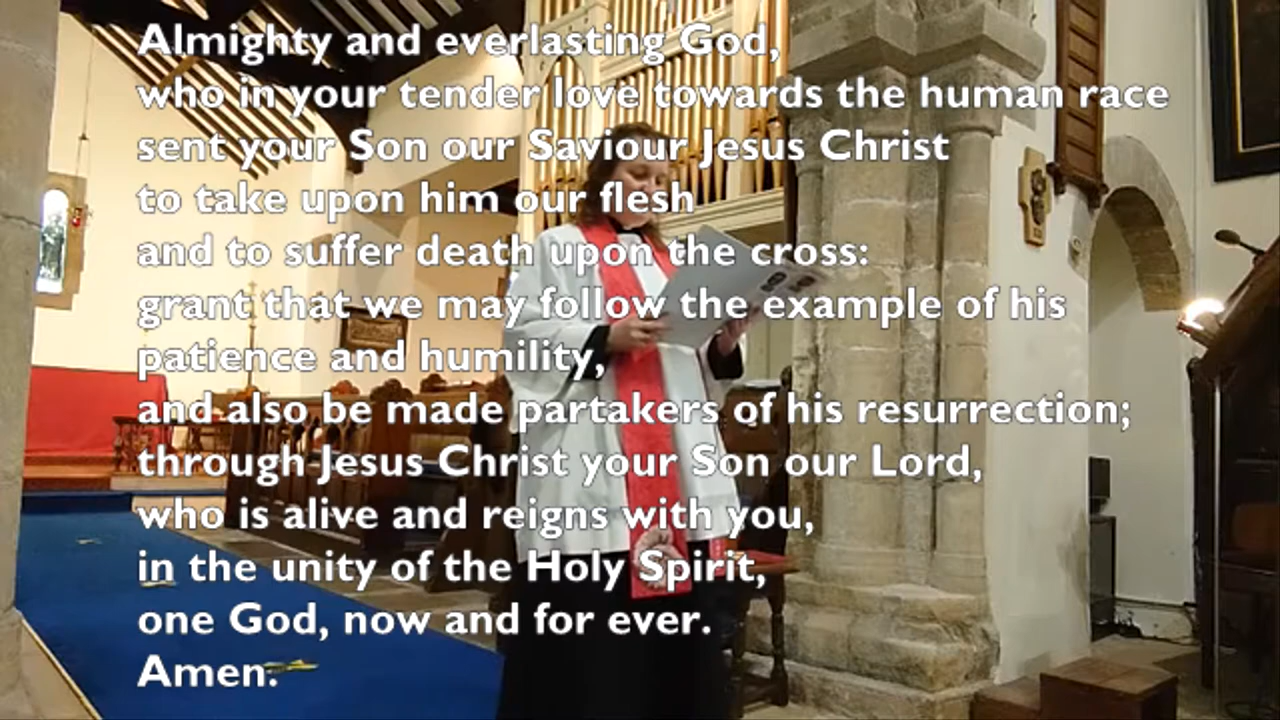 Almighty and everlasting God,
who in your tender love towards the human race
sent your Son our Saviour Jesus Christ
to take upon him our flesh
and to suffer death upon the cross:
grant that we may follow the example of his
patience and humility,
and also be made partakers of his resurrection;
through Jesus Christ your Son our Lord,
who is alive and reigns with you,
in the unity of the Holy Spirit,
one God, now and for ever.
Amen.